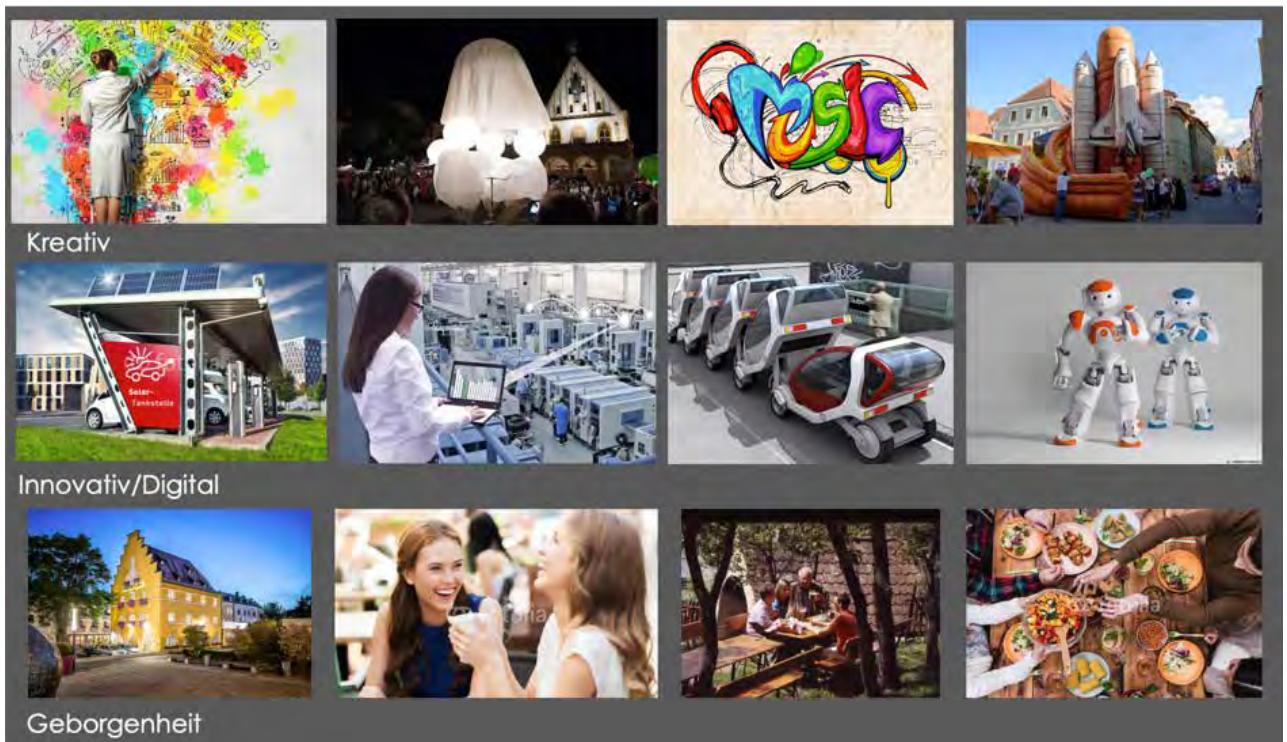 MUSIC
Kreativ
Solar-
Tankstelle
Innovativ/Digital
Geborgenheit